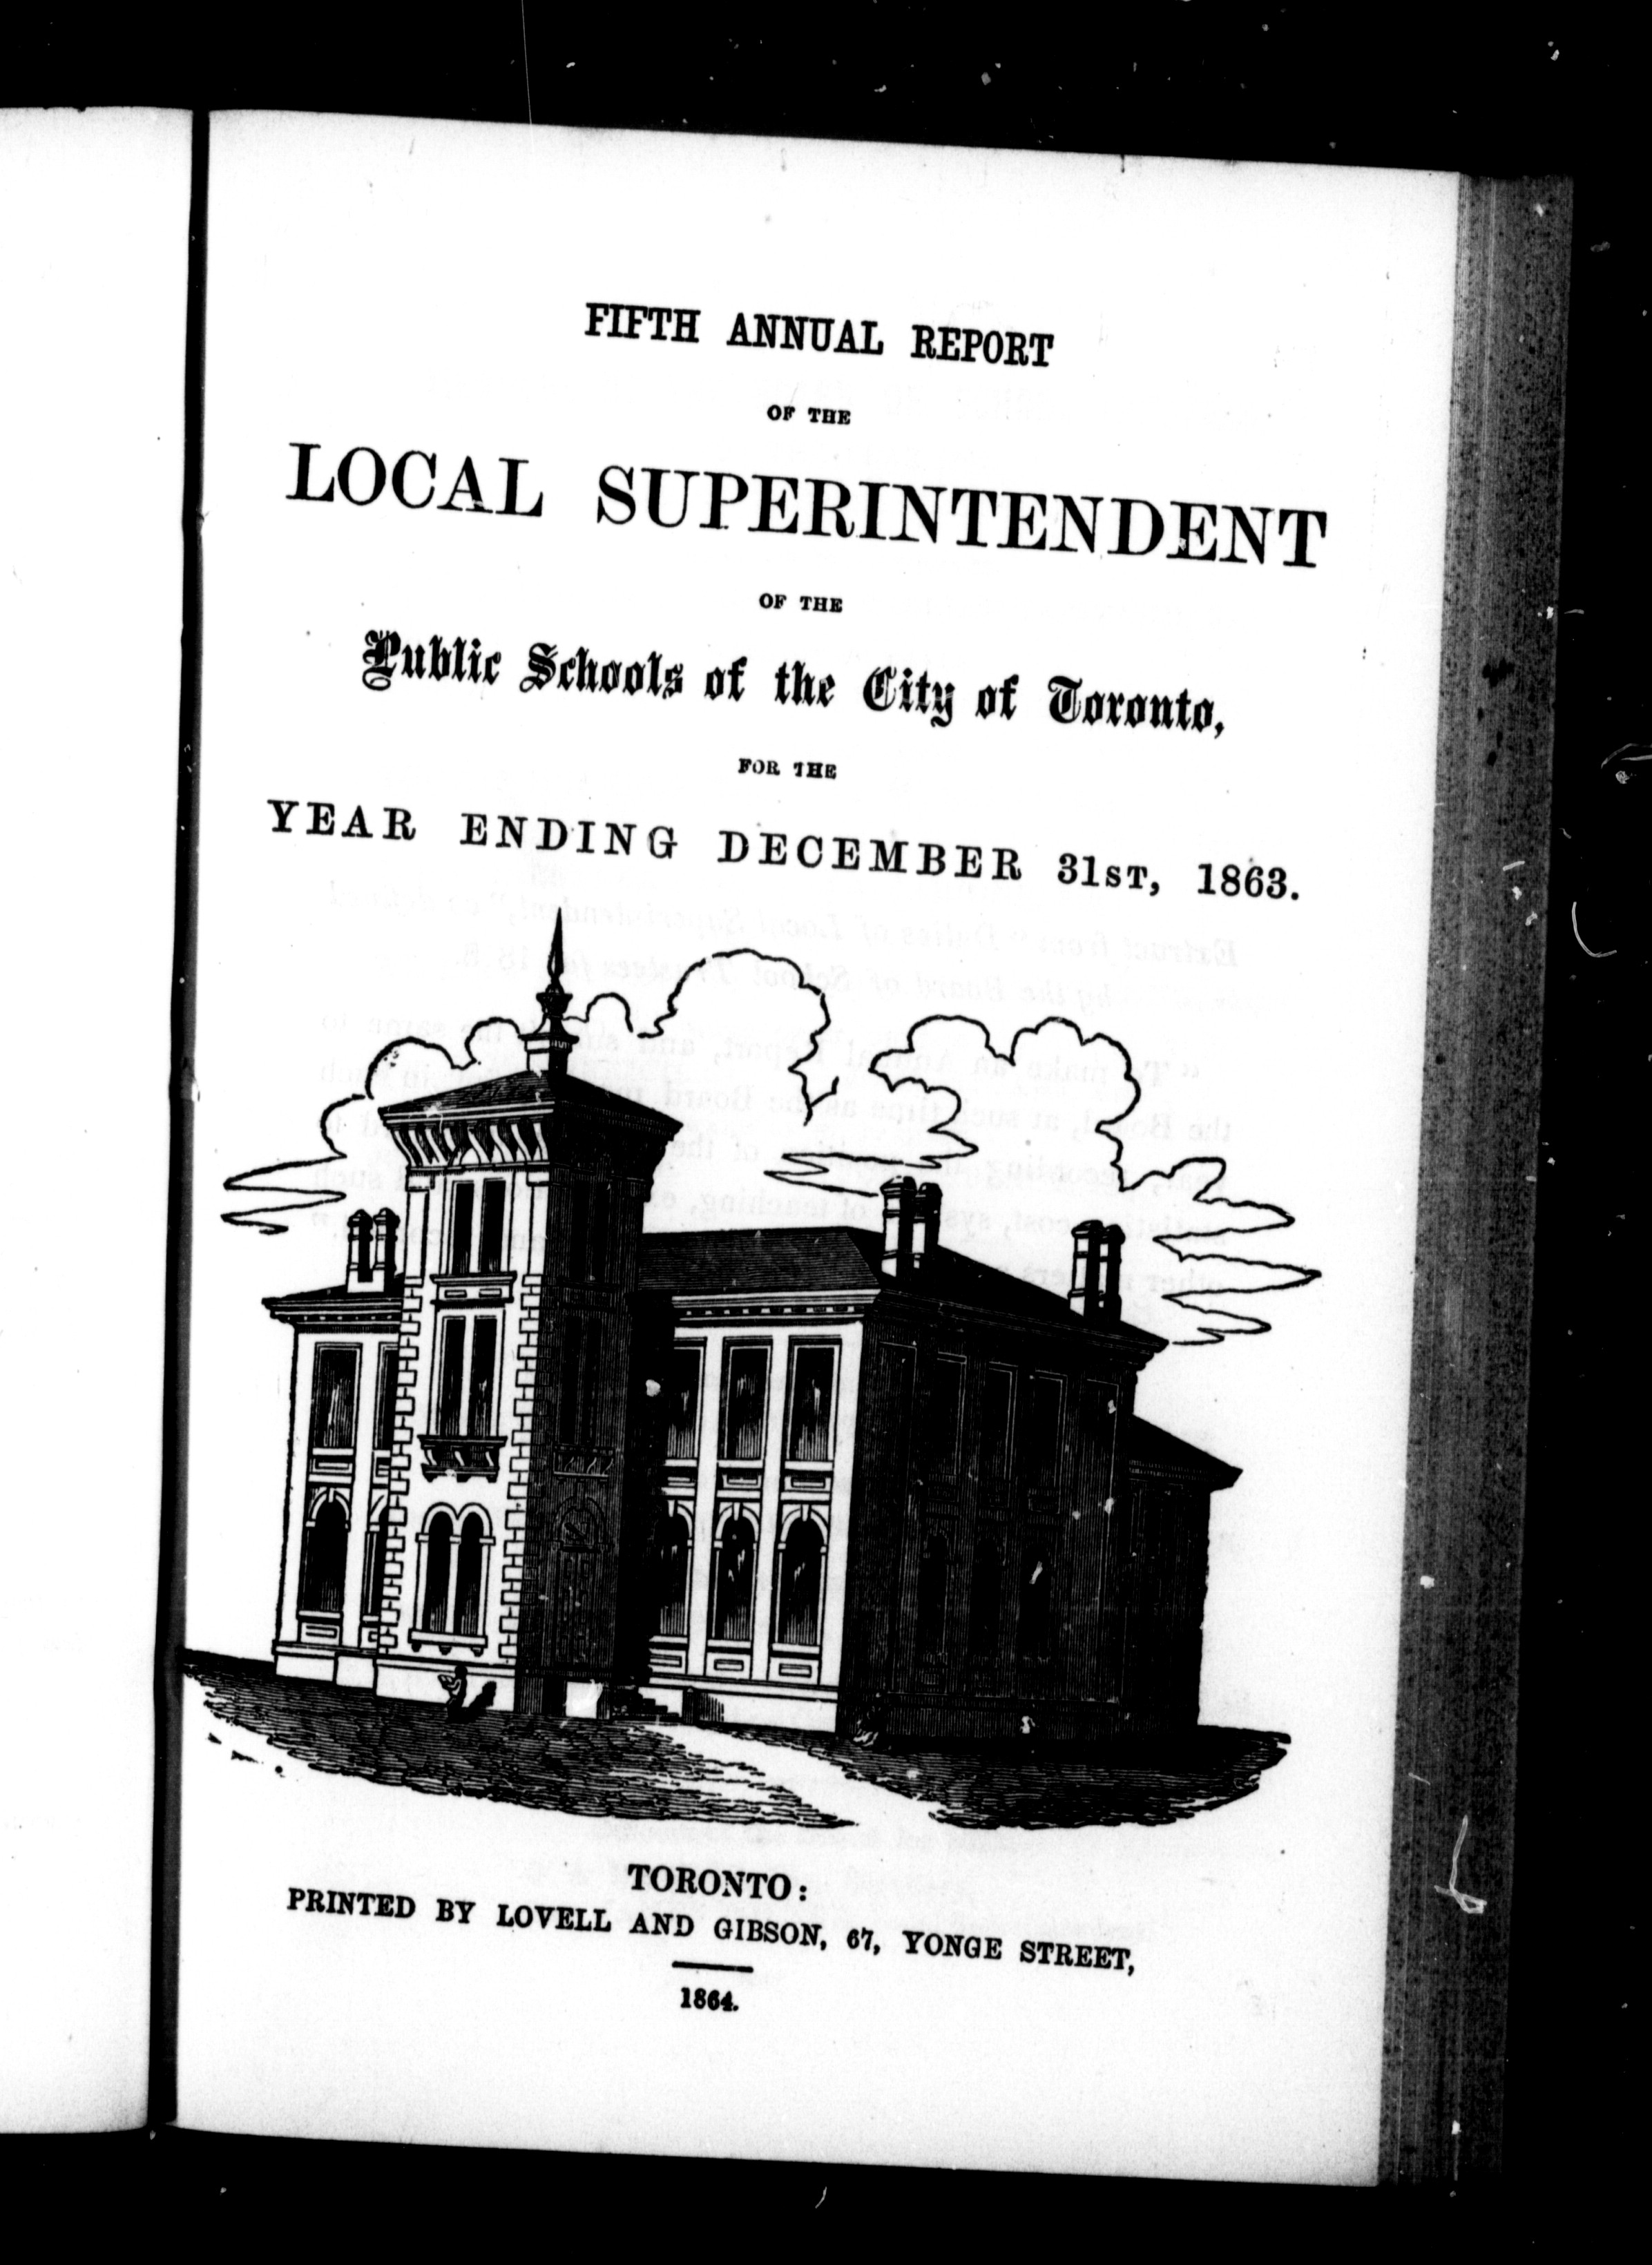 FIFTH ANNUAL REPORT
OF THE
LOCAL SUPERINTENDENT
OF THE
Public Schools of the City of Toronto,
FOR THE
YEAR ENDING DECEMBER 31ST, 1863.
TORONTO:
PRINTED BY LOVELL AND GIBSON, 67, YONGE STREET,
1864.